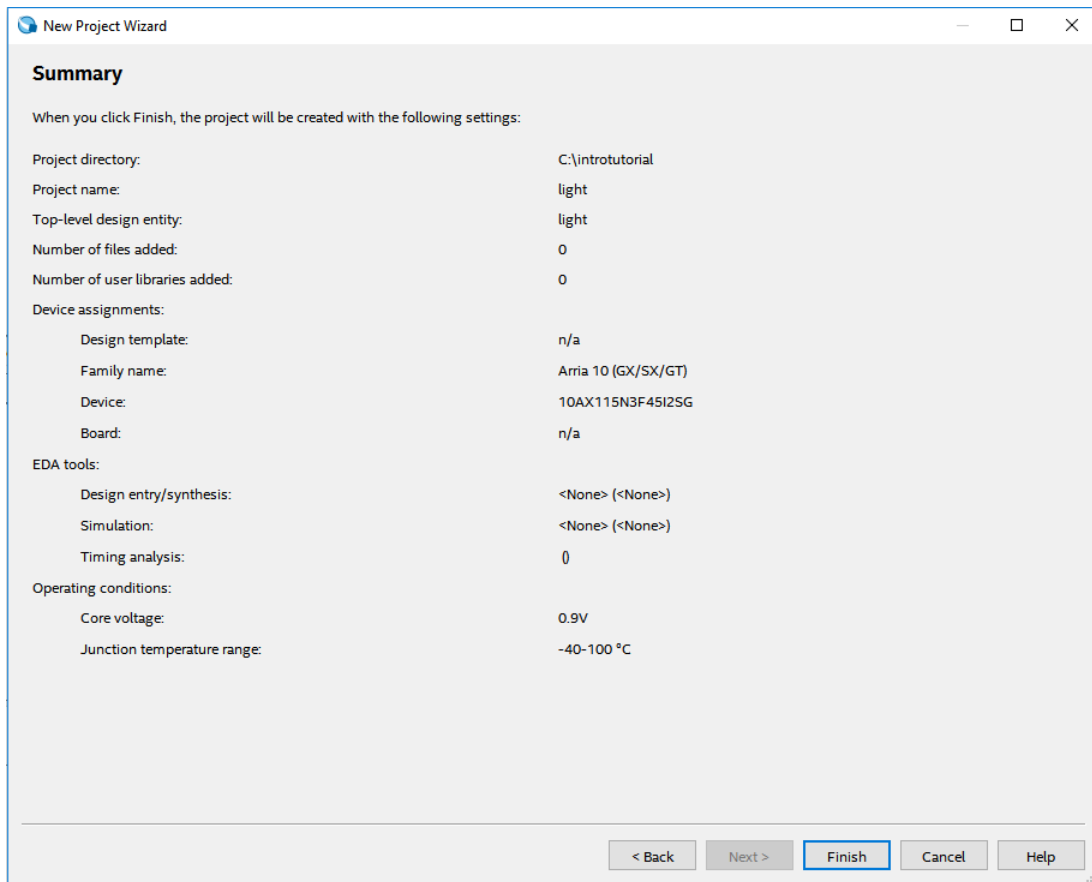 New Project Wizard
Summary
When you click Finish, the project will be created with the following settings:
Project directory: C:\introtutorial
Project name: light
Top-level design entity: light
Number of files added: 0
Number of user libraries added: 0
Device assignments:
Design template: n/a
Family name: Arria 10 (GX/SX/GT)
Device: 10AX115N3F45I2SG
Board: n/a
EDA tools:
Design entry/synthesis: <None> (<None>)
Simulation: <None> (<None>)
Timing analysis: ()
Operating conditions:
Core voltage: 0.9V
Junction temperature range: -40-100 °C
< Back Next > Finish Cancel Help